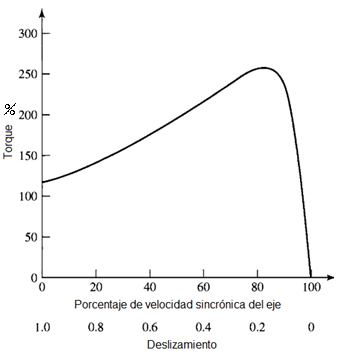 300
250
200
150
100
50
0
Torque %
0 20 40 60 80 100
Porcentaje de velocidad sincrónica del eje
1.0 0.8 0.6 0.4 0.2 0
Deslizamiento